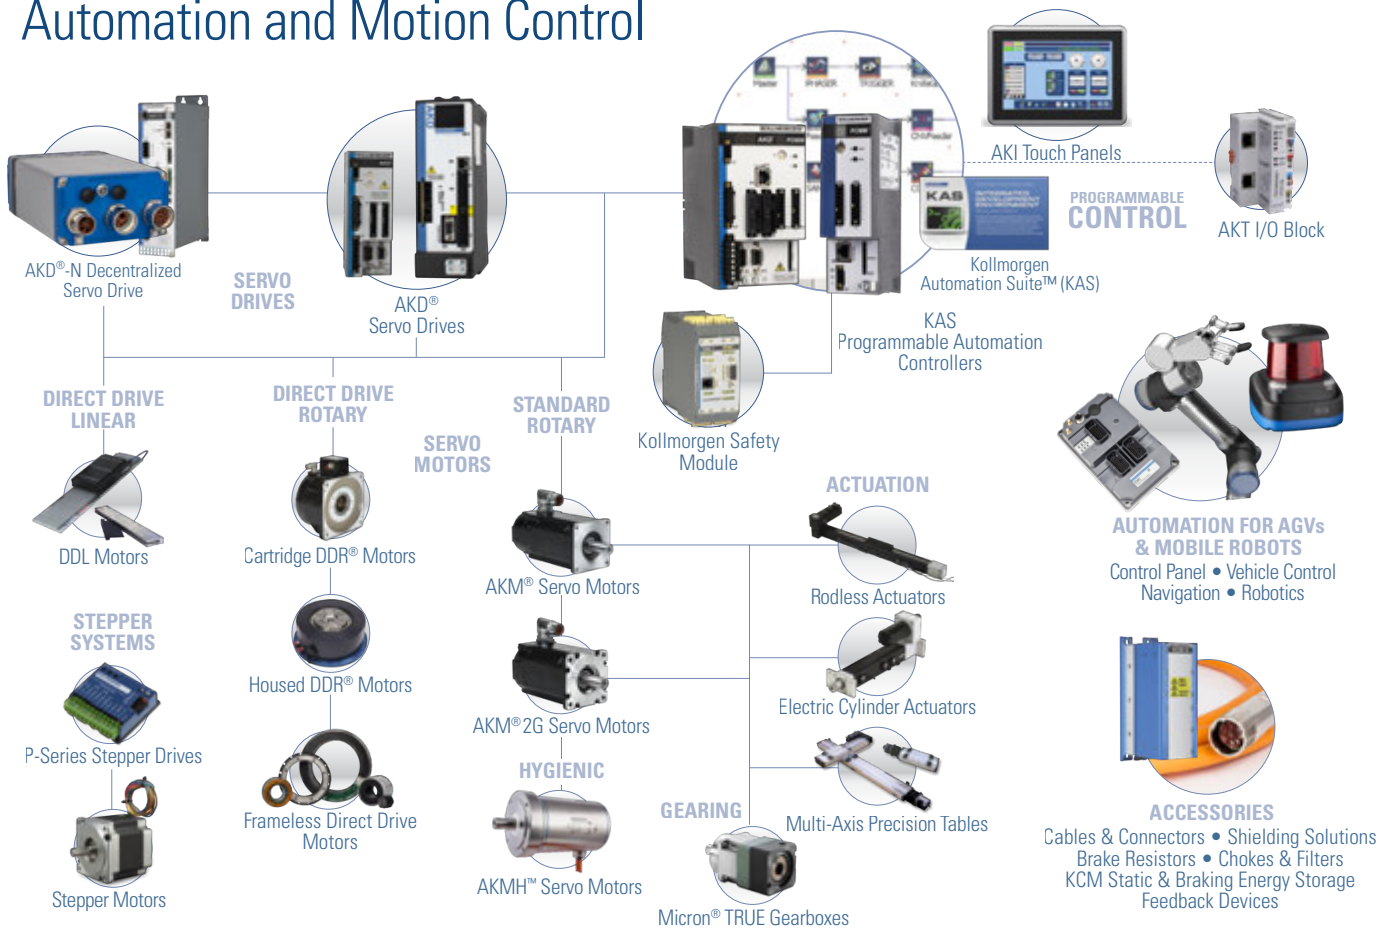 Automation and Motion Control
AKI Touch Panels
PROGRAMMABLE
CONTROL
AKT I/O Block
KAS
Kollmorgen
Automation Suite™ (KAS)
AKD®-N Decentralized
Servo Drive
SERVO
DRIVES
AKD®
Servo Drives
KAS
Programmable Automation
Controllers
Kollmorgen Safety
Module
DIRECT DRIVE
LINEAR
DDL Motors
DIRECT DRIVE
ROTARY
Cartridge DDR® Motors
Housed DDR® Motors
Frameless Direct Drive
Motors
SERVO
MOTORS
STANDARD
ROTARY
AKM® Servo Motors
AKM®2G Servo Motors
HYGIENIC
AKMH™ Servo Motors
STEPPER
SYSTEMS
P-Series Stepper Drives
Stepper Motors
ACTUATION
Rodless Actuators
Electric Cylinder Actuators
Multi-Axis Precision Tables
GEARING
Micron® TRUE Gearboxes
AUTOMATION FOR AGVs
& MOBILE ROBOTS
Control Panel • Vehicle Control
Navigation • Robotics
ACCESSORIES
Cables & Connectors • Shielding Solutions
Brake Resistors • Chokes & Filters
KCM Static & Braking Energy Storage
Feedback Devices